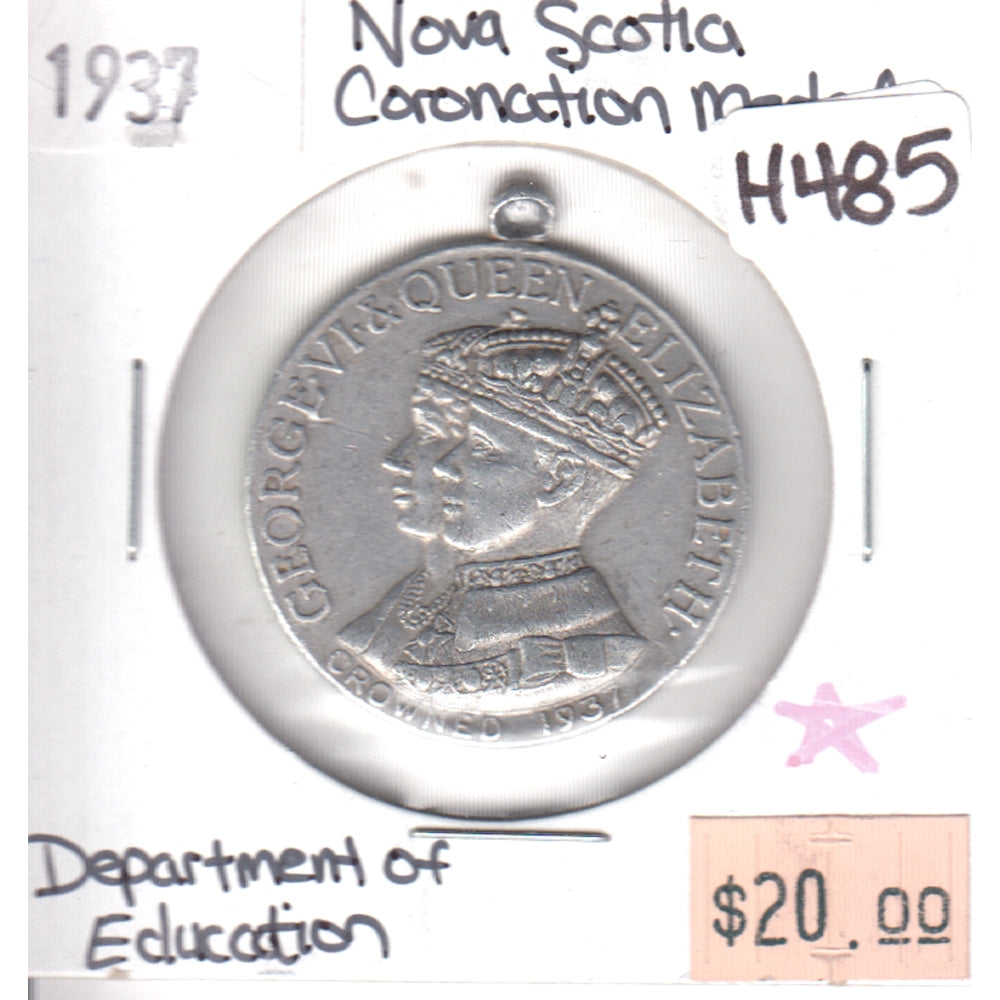 1937
Nova Scotia
Coronation
H485
GEORGE VI. & QUEEN ELIZABETH.
CROWNED 1937
Department of
Education
$20.00